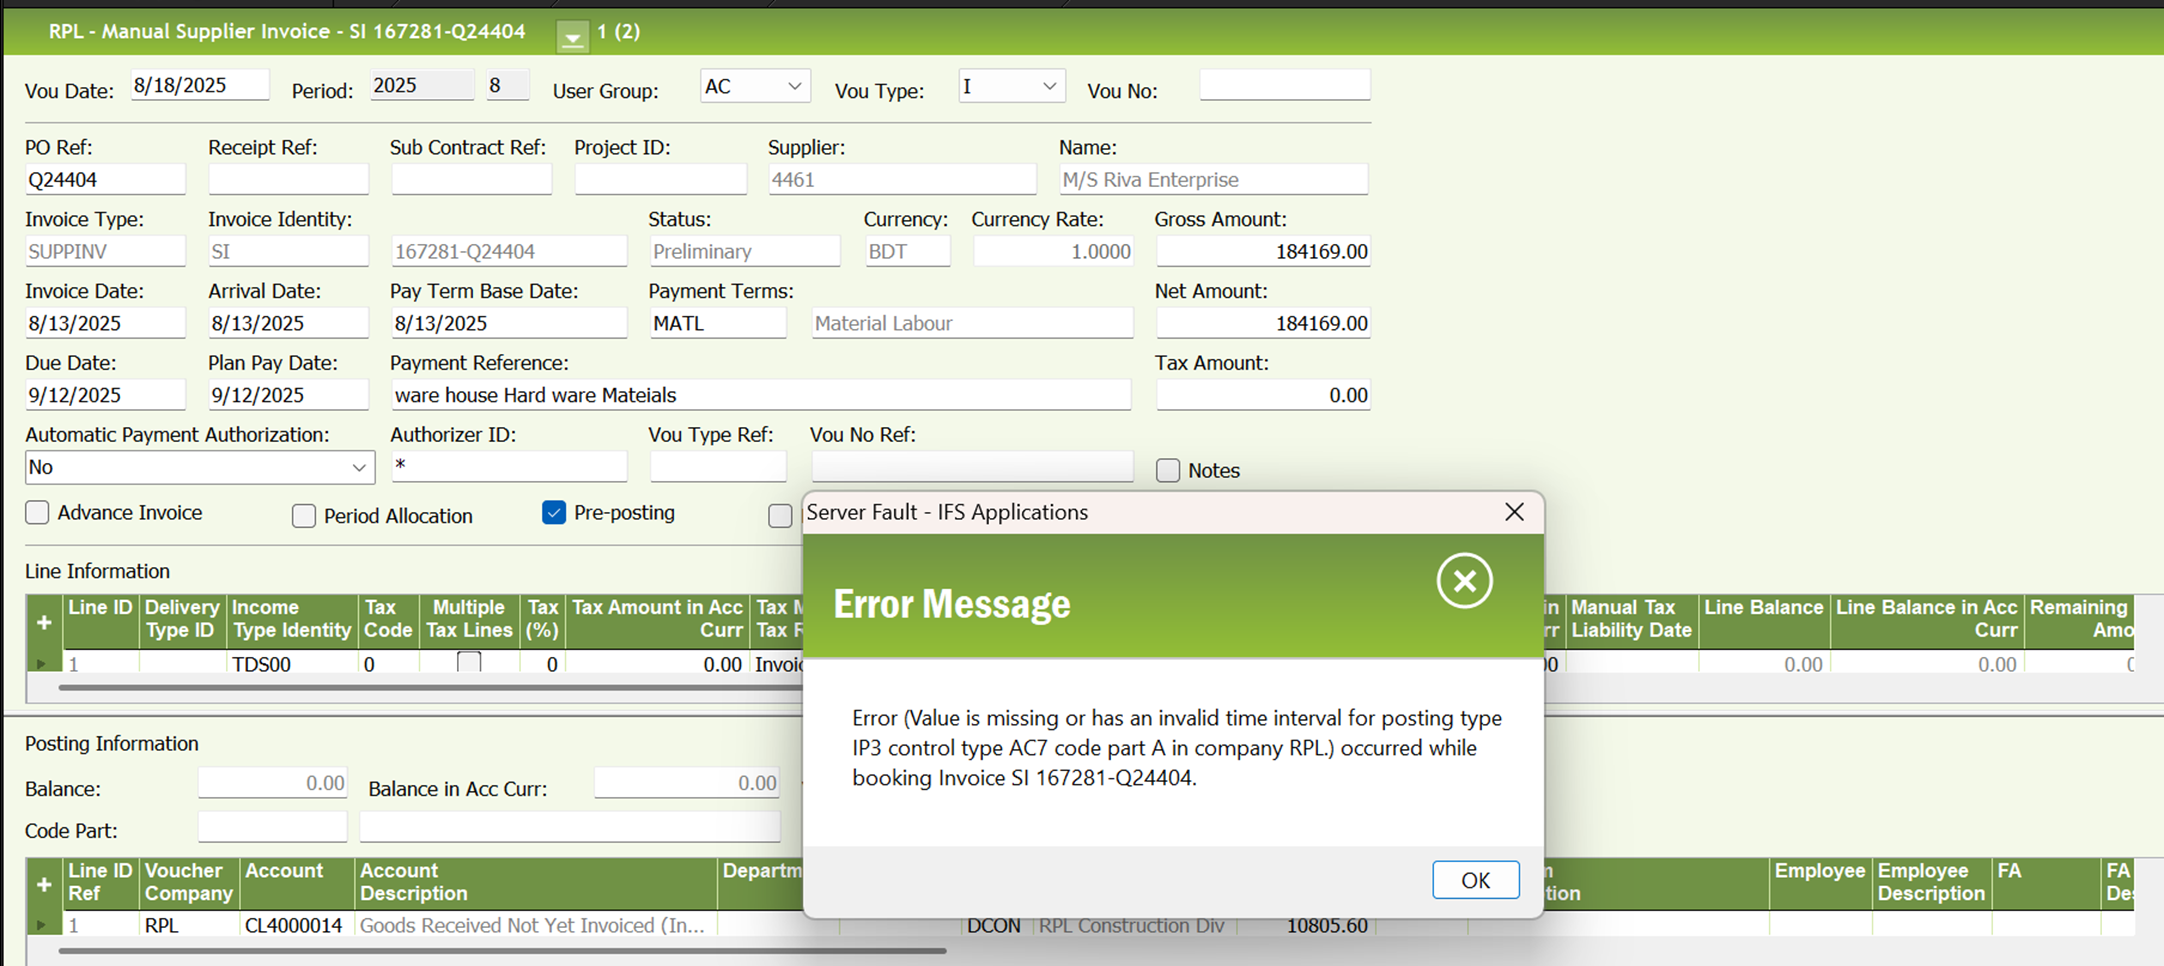 RPL - Manual Supplier Invoice - SI 167281-Q24404 1 (2)
Vou Date: 8/18/2025 Period: 2025 8 User Group: AC Vou Type: I Vou No:
PO Ref: Receipt Ref: Sub Contract Ref: Project ID: Supplier: Name:
Q24404 4461 M/S Riva Enterprise
Invoice Type: Invoice Identity: Status: Currency: Currency Rate: Gross Amount:
SUPPINV SI 167281-Q24404 Preliminary BDT 1.0000 184169.00
Invoice Date: Arrival Date: Pay Term Base Date: Payment Terms: Net Amount:
8/13/2025 8/13/2025 8/13/2025 MATL Material Labour 184169.00
Due Date: Plan Pay Date: Payment Reference: Tax Amount:
9/12/2025 9/12/2025 ware house Hard ware Mateials 0.00
Automatic Payment Authorization: Authorizer ID: Vou Type Ref: Vou No Ref:
No * Notes
Advance Invoice Period Allocation Pre-posting
Server Fault - IFS Applications
Error Message
Error (Value is missing or has an invalid time interval for posting type
IP3 control type AC7 code part A in company RPL.) occurred while
booking Invoice SI 167281-Q24404.
OK
Line Information
Line ID Delivery Income Tax Multiple Tax Tax Amount in Acc Tax M in Manual Tax Line Balance Line Balance in Acc Remaining
Type ID Type Identity Code Tax Lines (%) Curr Tax R rr Liability Date Curr Amo
1 TDS00 0 0 0.00 Invoic 00 0.00 0.00 0
Posting Information
Balance: 0.00 Balance in Acc Curr: 0.00
Code Part:
Line ID Voucher Account Account Departm Employee Employee FA FA
Ref Company Description tion Description Des
1 RPL CL4000014 Goods Received Not Yet Invoiced (In... DCON RPL Construction Div 10805.60